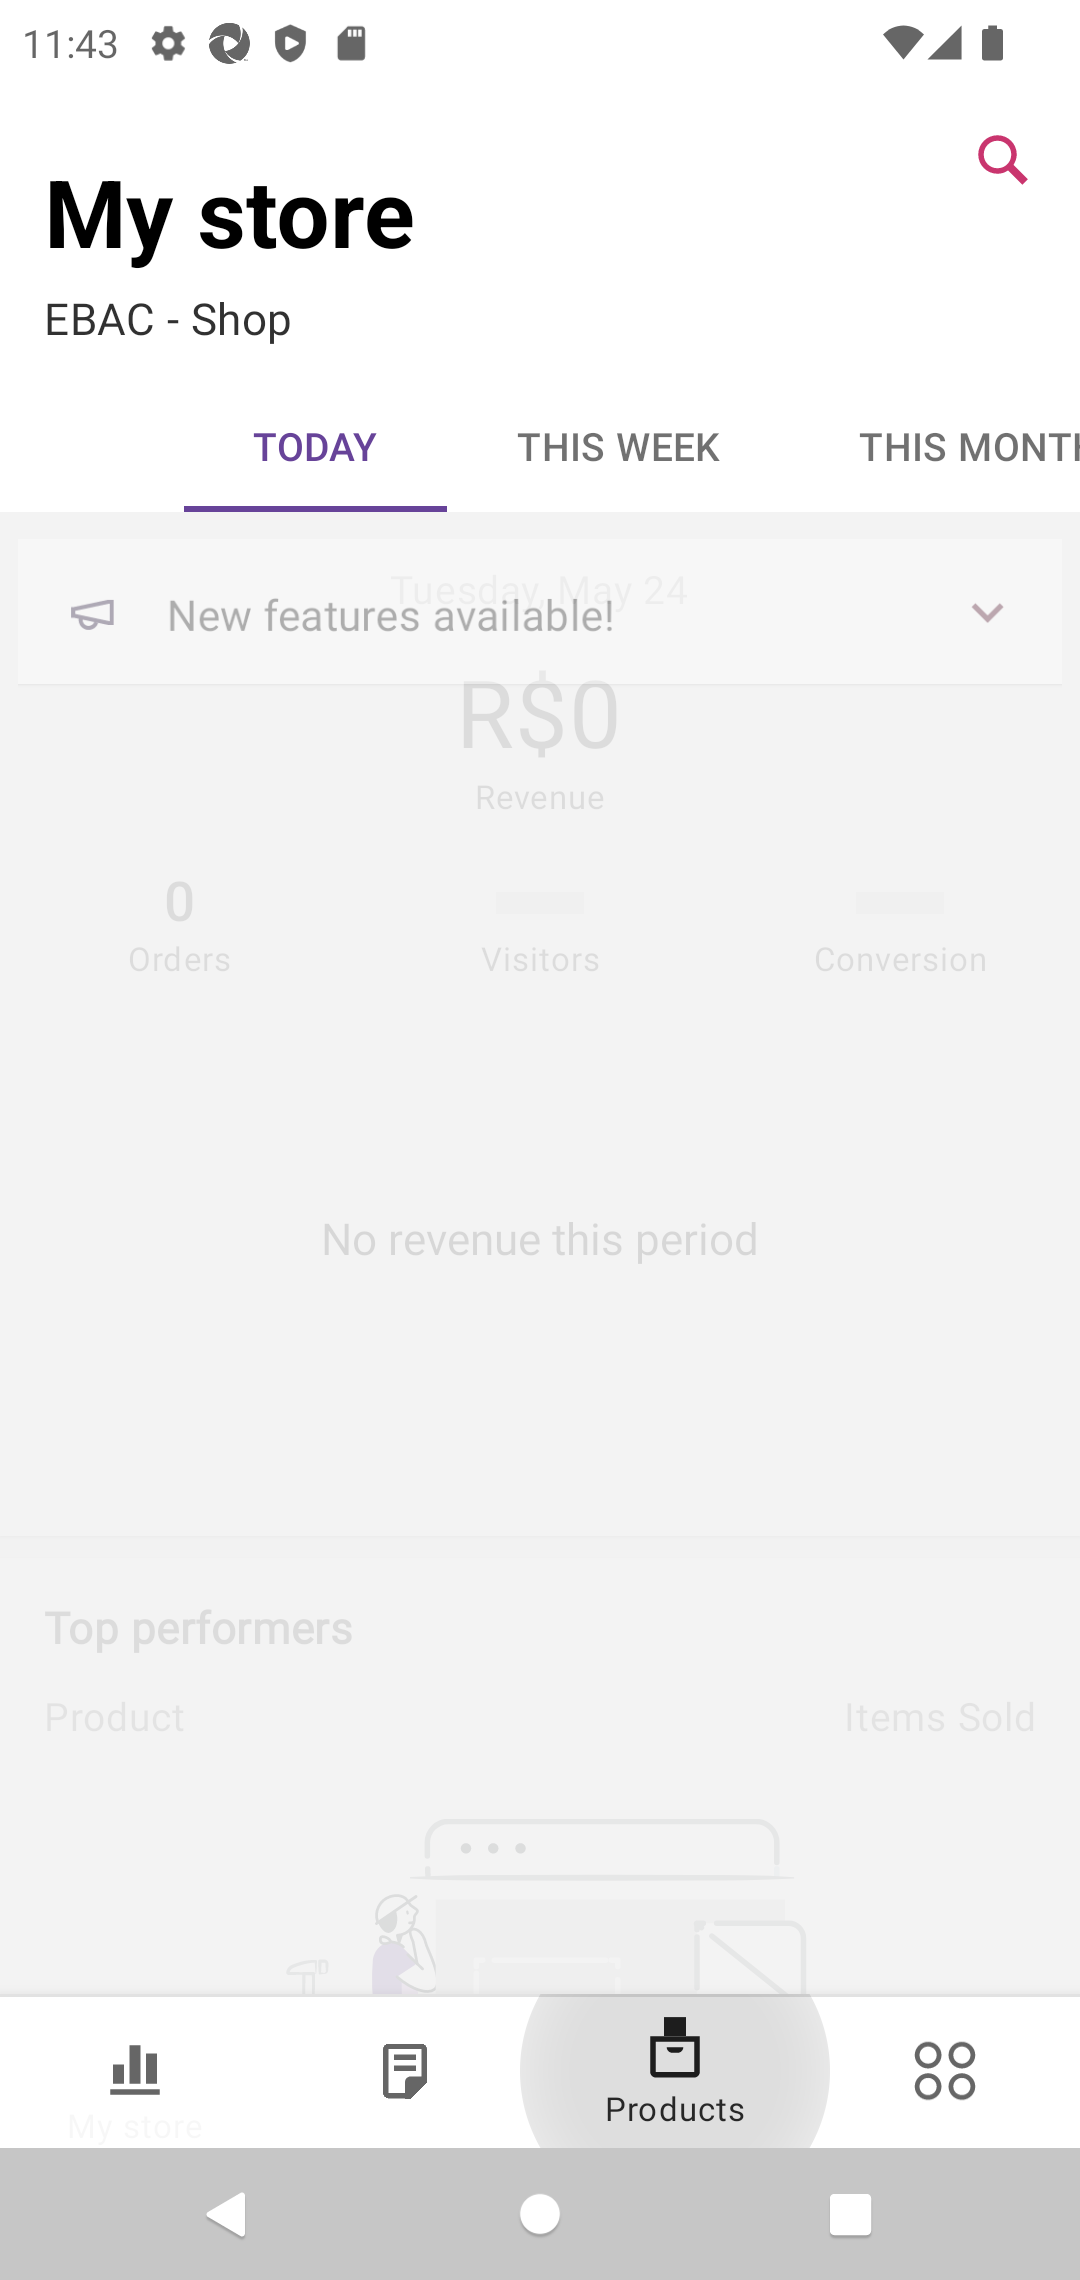 11:43
My store
EBAC - Shop
TODAY THIS WEEK THIS MONTH
Tuesday, May 24
New features available!
R$0
Revenue
0
Orders Visitors Conversion
No revenue this period
Top performers
Product Items Sold
Products
My store